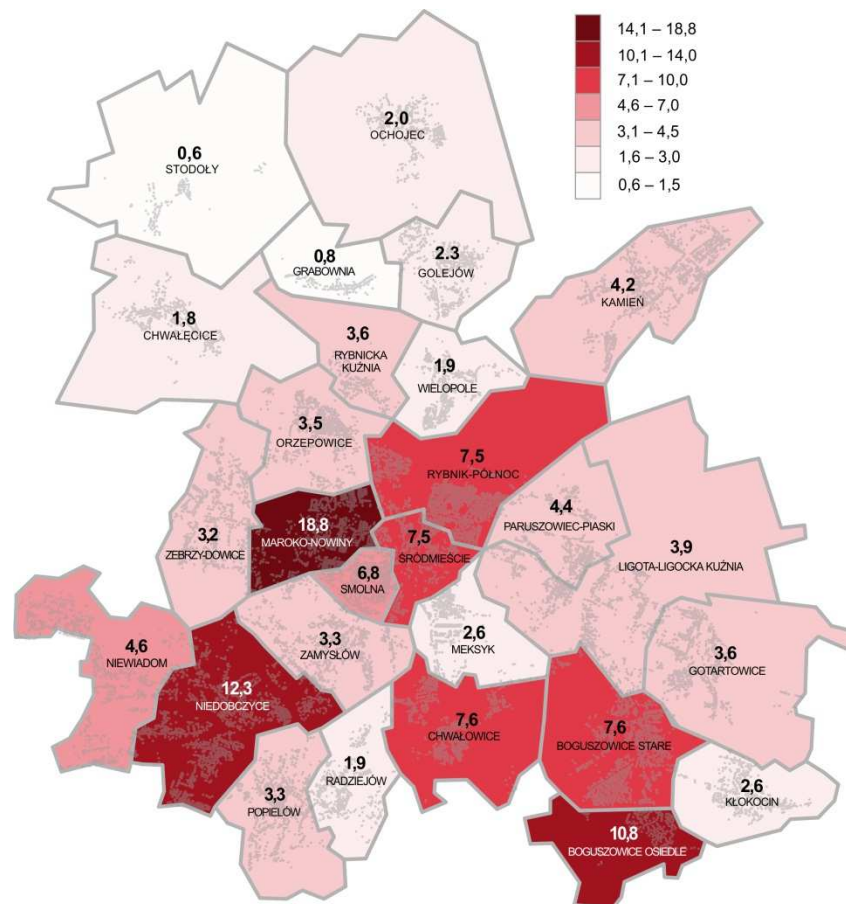 14,1 – 18,8
10,1 – 14,0
7,1 – 10,0
4,6 – 7,0
3,1 – 4,5
1,6 – 3,0
0,6 – 1,5
2,0
OCHOJEC
0,6
STODOŁY
0,8
GRABOWNIA
2.3
GOLEJÓW
4,2
KAMIEŃ
1,8
CHWAŁĘCICE
3,6
RYBNICKA
KUŹNIA
1,9
WIELOPOLE
3,5
ORZEPOWICE
7,5
RYBNIK-PÓŁNOC
4,4
PARUSZOWIEC-PIASKI
3,2
ZEBRZY-DOWICE
18,8
MAROKO-NOWINY
7,5
ŚRÓDMIEŚCIE
3,9
LIGOTA-LIGOCKA KUŹNIA
6,8
SMOLNA
4,6
NIEWIADOM
3,3
ZAMYSŁÓW
2,6
MEKSYK
3,6
GOTARTOWICE
12,3
NIEDOBCZYCE
7,6
CHWAŁOWICE
7,6
BOGUSZOWICE STARE
1,9
RADZIEJÓW
3,3
POPIELÓW
2,6
KŁOKOCIN
10,8
BOGUSZOWICE OSIEDLE